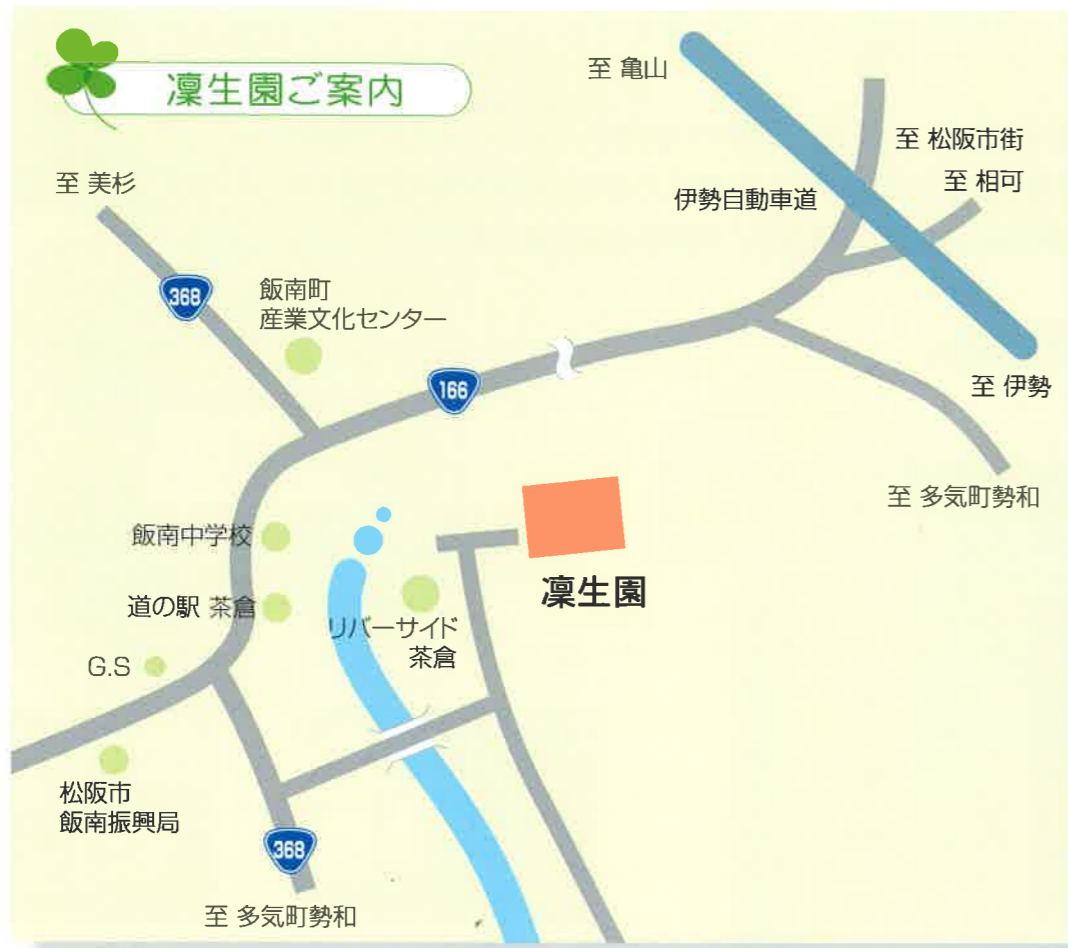 凜生園ご案内
至 亀山
至 松阪市街
至 相可
伊勢自動車道
至 美杉
368
飯南町
産業文化センター
166
至 伊勢
至 多気町勢和
飯南中学校
道の駅 茶倉
凜生園
リバーサイド
茶倉
G.S
松阪市
飯南振興局
368
至 多気町勢和